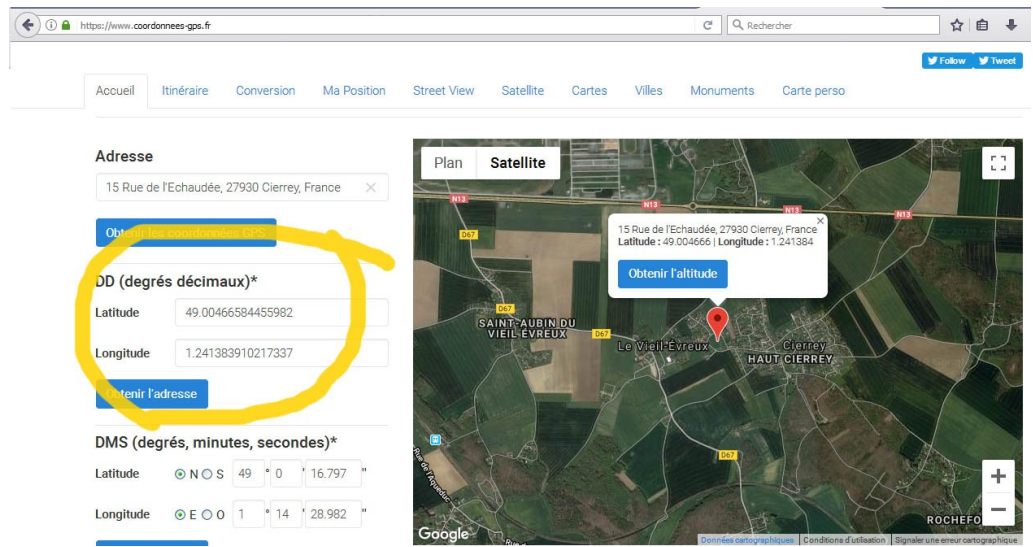 https://www.coordonnees-gps.fr
Rechercher
Follow
Tweet
Accueil Itinéraire Conversion Ma Position Street View Satellite Cartes Villes Monuments Carte perso
Adresse
15 Rue de l'Echaudée, 27930 Cierrey, France
Obtenir les coordonnées GPS
DD (degrés décimaux)*
Latitude 49.00466584455982
Longitude 1.241383910217337
Obtenir l'adresse
DMS (degrés, minutes, secondes)*
Latitude N S 49 ° 0 ' 16.797 "
Longitude E O 1 ° 14 ' 28.982 "
Plan Satellite
N13
N13
N13
N13
D67
15 Rue de l'Echaudée, 27930 Cierrey, France
Latitude : 49.004666 | Longitude : 1.241384
Obtenir l'altitude
D67
SAINT-AUBIN DU
VIEIL-ÉVREUX
D67
Le Vieil-Évreux
Cierrey
HAUT CIERREY
D67
Rue de l'Aqueduc
ROCHEFO
Google
Données cartographiques
Conditions d'utilisation
Signaler une erreur cartographique